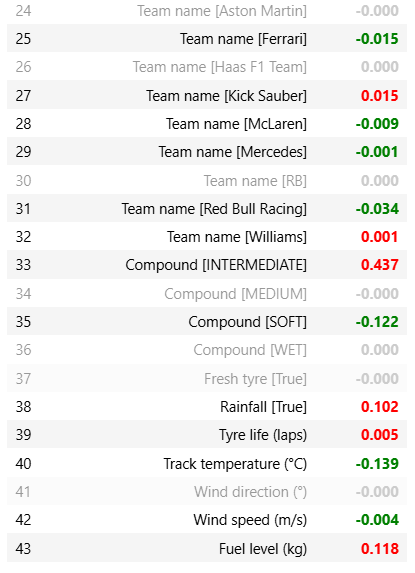 24 Team name [Aston Martin] -0.000
25 Team name [Ferrari] -0.015
26 Team name [Haas F1 Team] 0.000
27 Team name [Kick Sauber] 0.015
28 Team name [McLaren] -0.009
29 Team name [Mercedes] -0.001
30 Team name [RB] 0.000
31 Team name [Red Bull Racing] -0.034
32 Team name [Williams] 0.001
33 Compound [INTERMEDIATE] 0.437
34 Compound [MEDIUM] -0.000
35 Compound [SOFT] -0.122
36 Compound [WET] 0.000
37 Fresh tyre [True] -0.000
38 Rainfall [True] 0.102
39 Tyre life (laps) 0.005
40 Track temperature (°C) -0.139
41 Wind direction (°) -0.000
42 Wind speed (m/s) -0.004
43 Fuel level (kg) 0.118